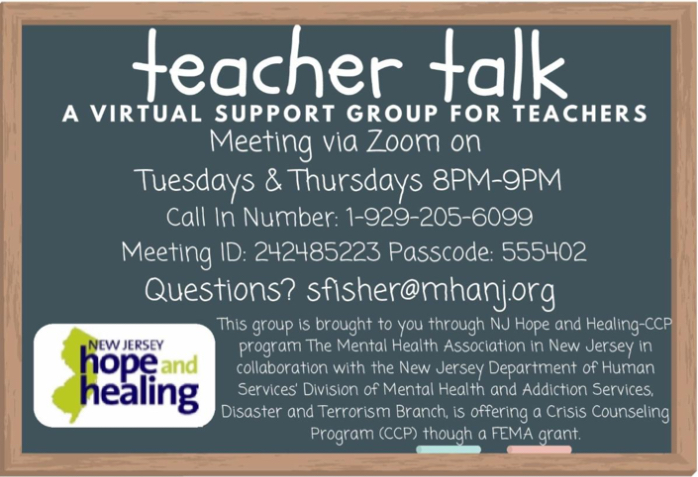 teacher talk
A VIRTUAL SUPPORT GROUP FOR TEACHERS
Meeting via Zoom on
Tuesdays & Thursdays 8PM-9PM
Call In Number: 1-929-205-6099
Meeting ID: 242485223 Passcode: 555402
Questions? sfisher@mhanj.org
NEW JERSEY
hope and
healing
This group is brought to you through NJ Hope and Healing-CCP
program The Mental Health Association in New Jersey in
collaboration with the New Jersey Department of Human
Services' Division of Mental Health and Addiction Services,
Disaster and Terrorism Branch, is offering a Crisis Counseling
Program (CCP) though a FEMA grant.